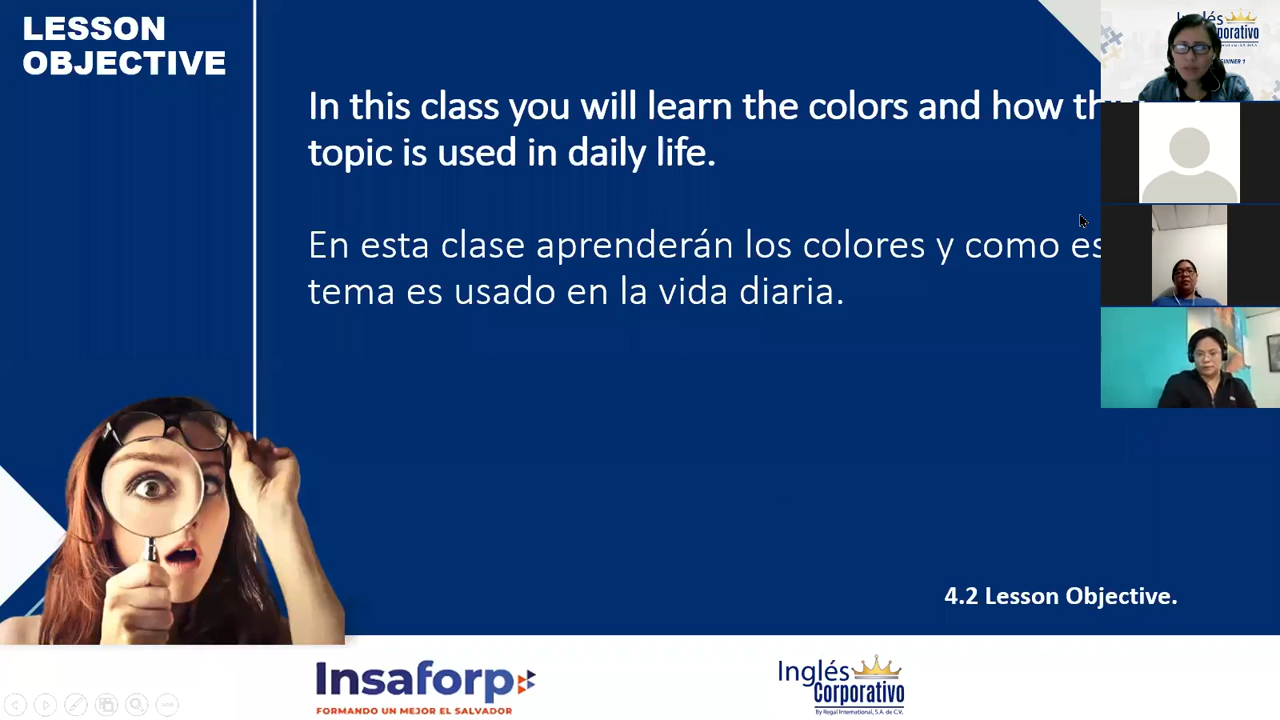 LESSON
OBJECTIVE
In this class you will learn the colors and how
topic is used in daily life.
En esta clase aprenderán los colores y como
tema es usado en la vida diaria.
4.2 Lesson Objective.
Insaforp
FORMANDO UN MEJOR EL SALVADOR
Inglés
Corporativo
By Regal International, S.A. de C.V.